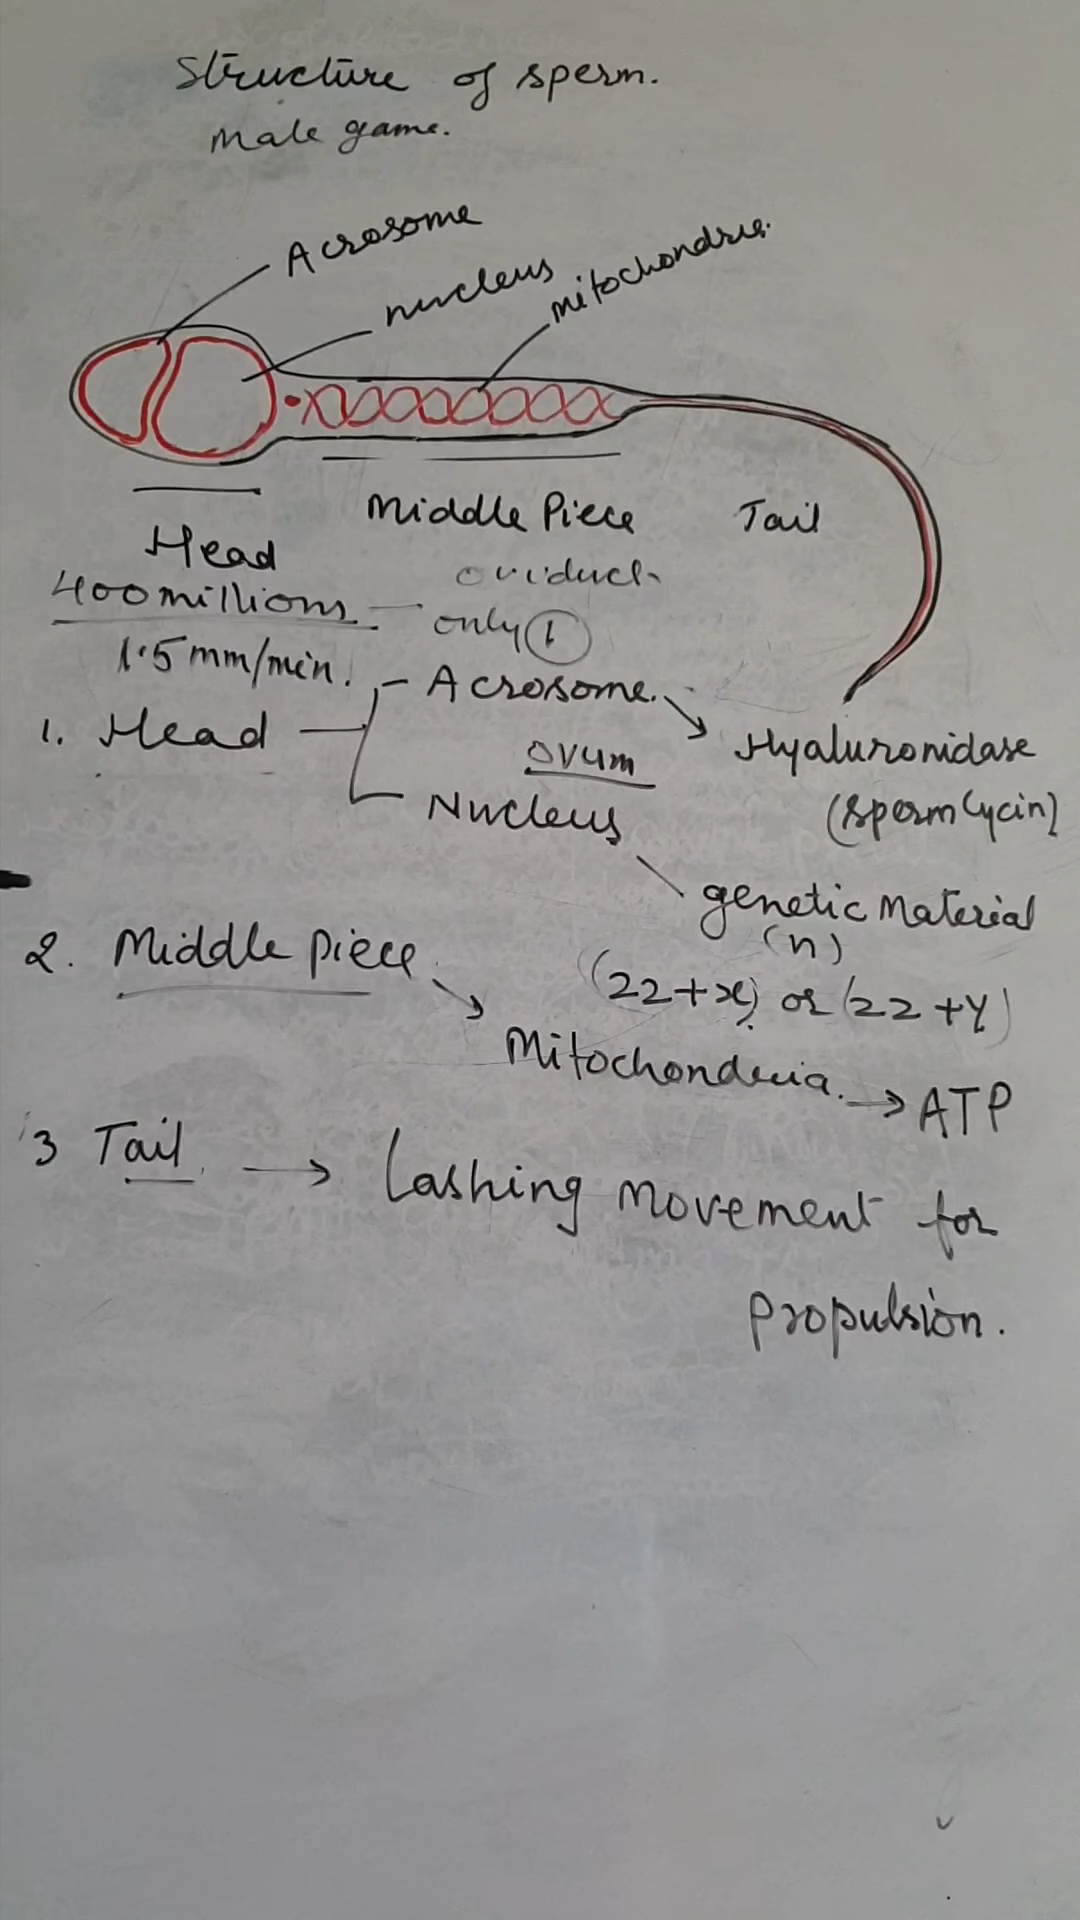 Structure of sperm.
Male game.
Acrosome
nucleus
mitochondria.
Middle Piece
Tail
Head
oviduct
400 millions
only 1
1.5 mm/min.
Acrosome.
1. Head
Hyaluronidase
ovum
Nucleus
(spermlycin)
genetic Material
(n)
2. Middle piece
(22+x) or (22+Y)
Mitochondria. → ATP
3 Tail → Lashing movement for
propulsion.